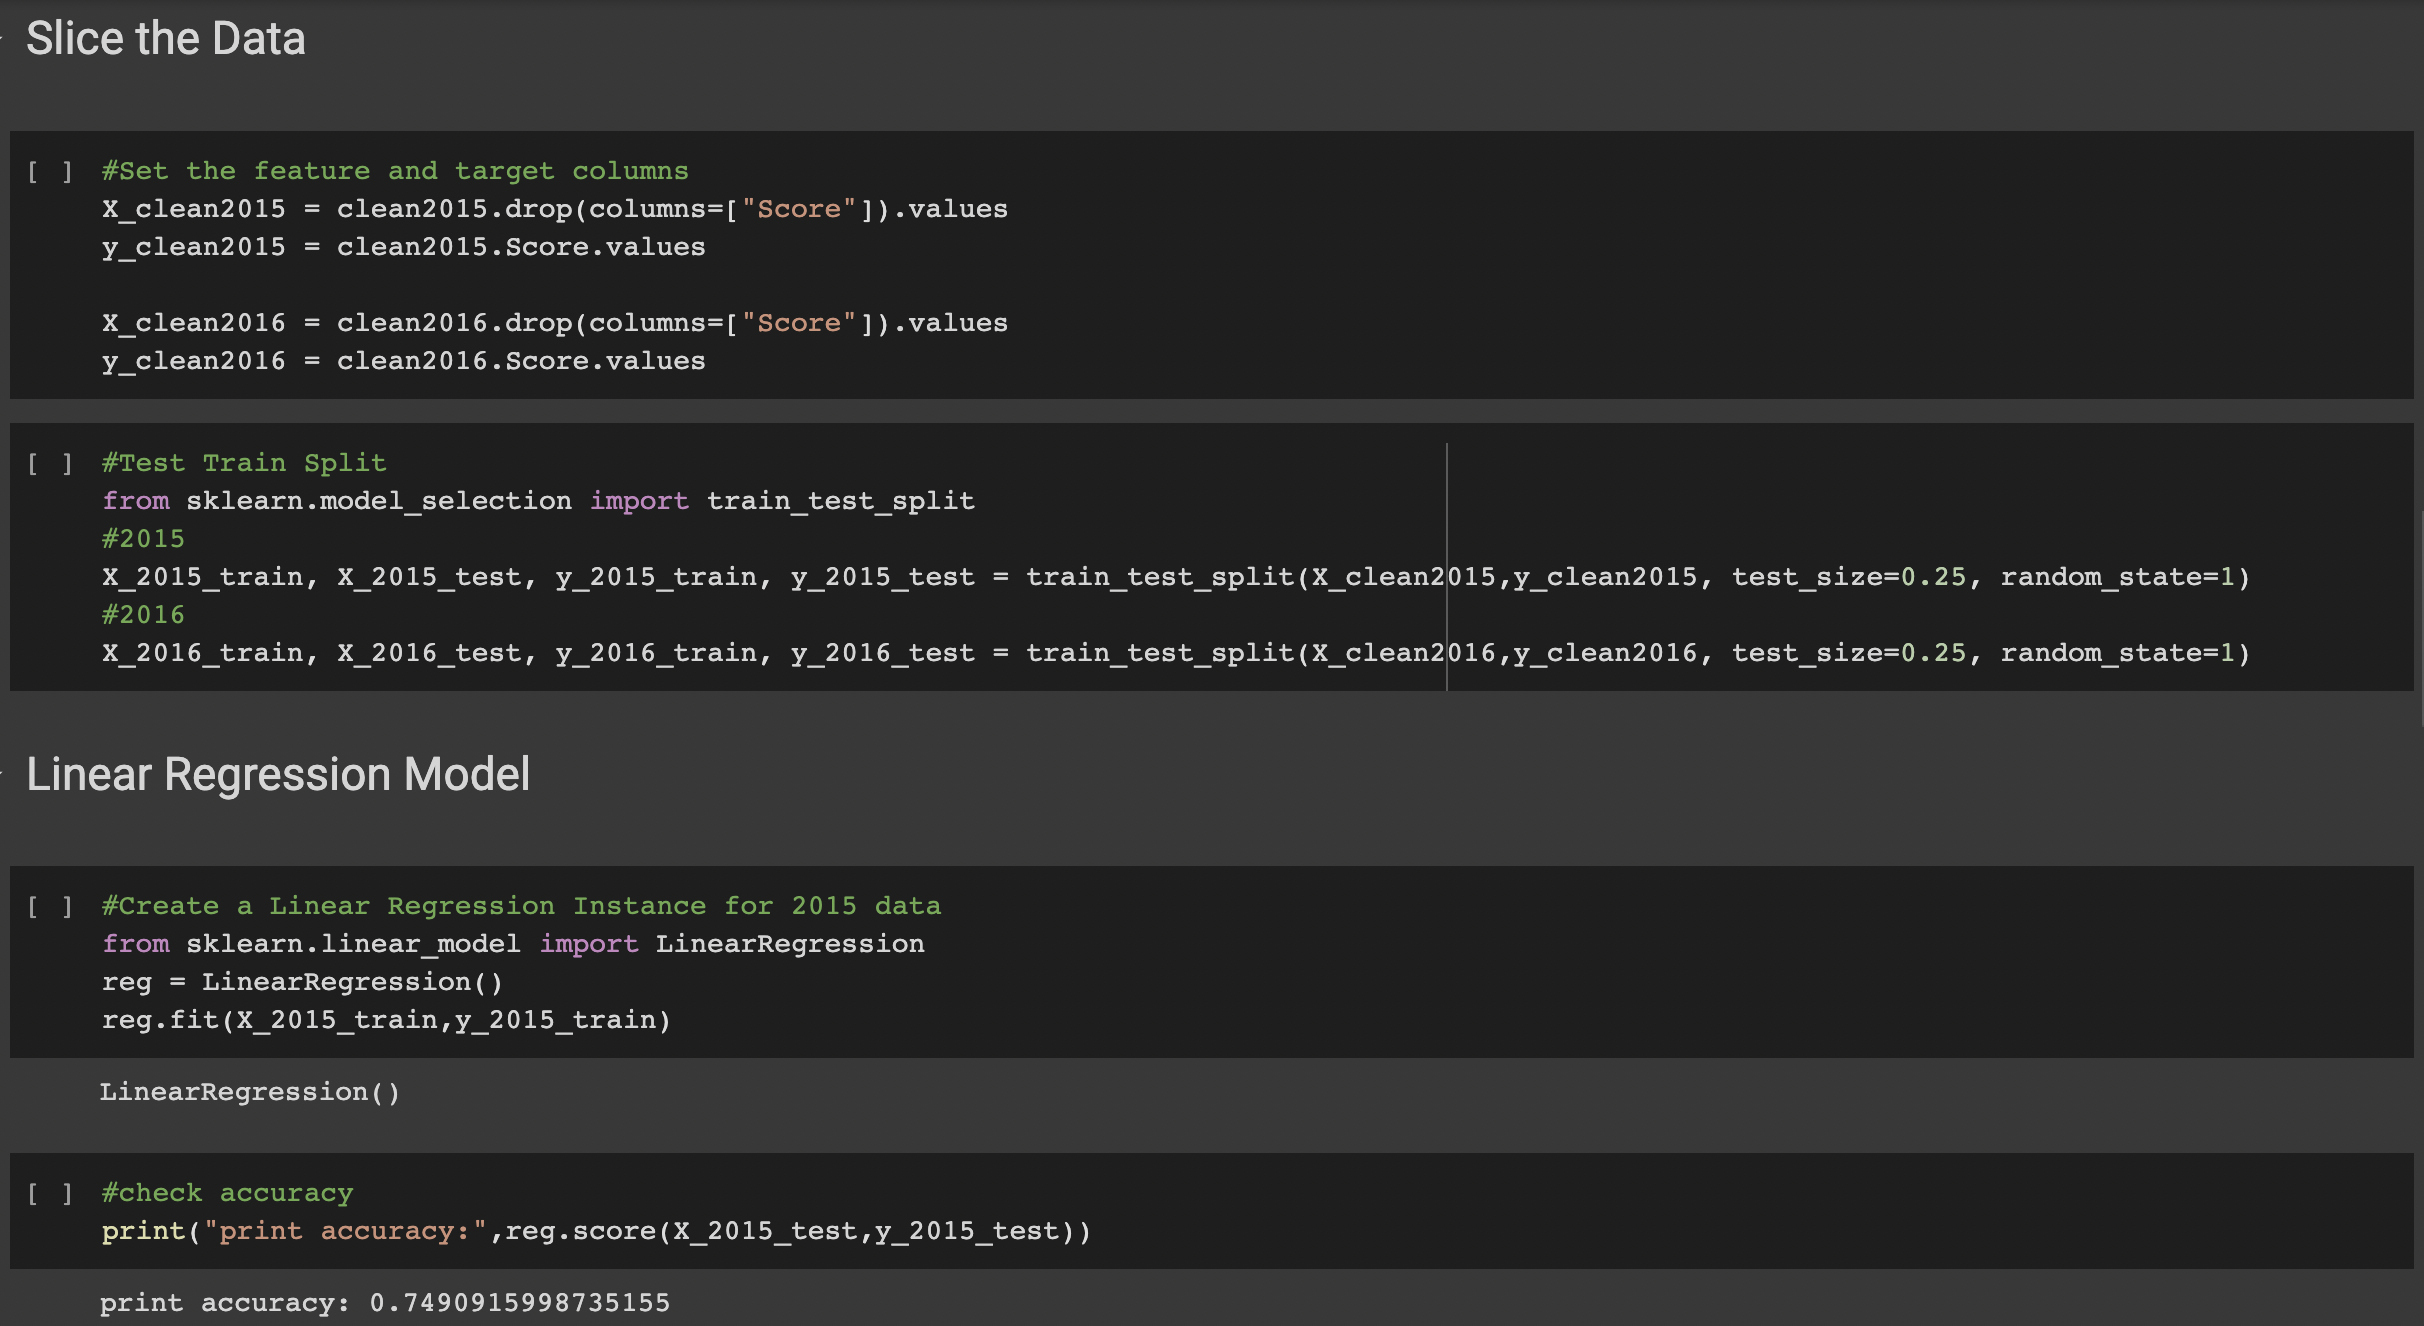 Slice the Data
[ ] #Set the feature and target columns
X_clean2015 = clean2015.drop(columns=["Score"]).values
y_clean2015 = clean2015.Score.values
X_clean2016 = clean2016.drop(columns=["Score"]).values
y_clean2016 = clean2016.Score.values
[ ] #Test Train Split
from sklearn.model_selection import train_test_split
#2015
X_2015_train, X_2015_test, y_2015_train, y_2015_test = train_test_split(X_clean2015,y_clean2015, test_size=0.25, random_state=1)
#2016
X_2016_train, X_2016_test, y_2016_train, y_2016_test = train_test_split(X_clean2016,y_clean2016, test_size=0.25, random_state=1)
Linear Regression Model
[ ] #Create a Linear Regression Instance for 2015 data
from sklearn.linear_model import LinearRegression
reg = LinearRegression()
reg.fit(X_2015_train,y_2015_train)
LinearRegression()
[ ] #check accuracy
print("print accuracy:",reg.score(X_2015_test,y_2015_test))
print accuracy: 0.7490915998735155